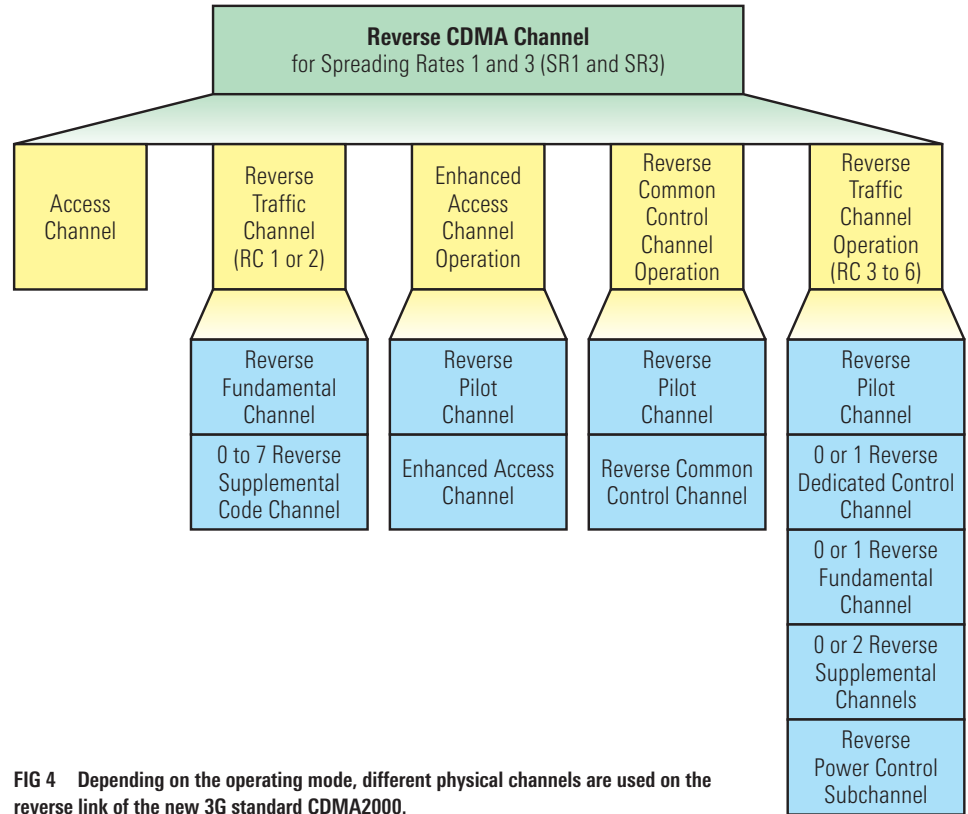 Reverse CDMA Channel
for Spreading Rates 1 and 3 (SR1 and SR3)
Access
Channel
Reverse
Traffic
Channel
(RC 1 or 2)
Enhanced
Access
Channel
Operation
Reverse
Common
Control
Channel
Operation
Reverse
Traffic
Channel
Operation
(RC 3 to 6)
Reverse
Fundamental
Channel
0 to 7 Reverse
Supplemental
Code Channel
Reverse
Pilot
Channel
Enhanced Access
Channel
Reverse
Pilot
Channel
Reverse Common
Control Channel
Reverse
Pilot
Channel
0 or 1 Reverse
Dedicated Control
Channel
0 or 1 Reverse
Fundamental
Channel
0 or 2 Reverse
Supplemental
Channels
Reverse
Power Control
Subchannel
FIG 4 Depending on the operating mode, different physical channels are used on the
reverse link of the new 3G standard CDMA2000.